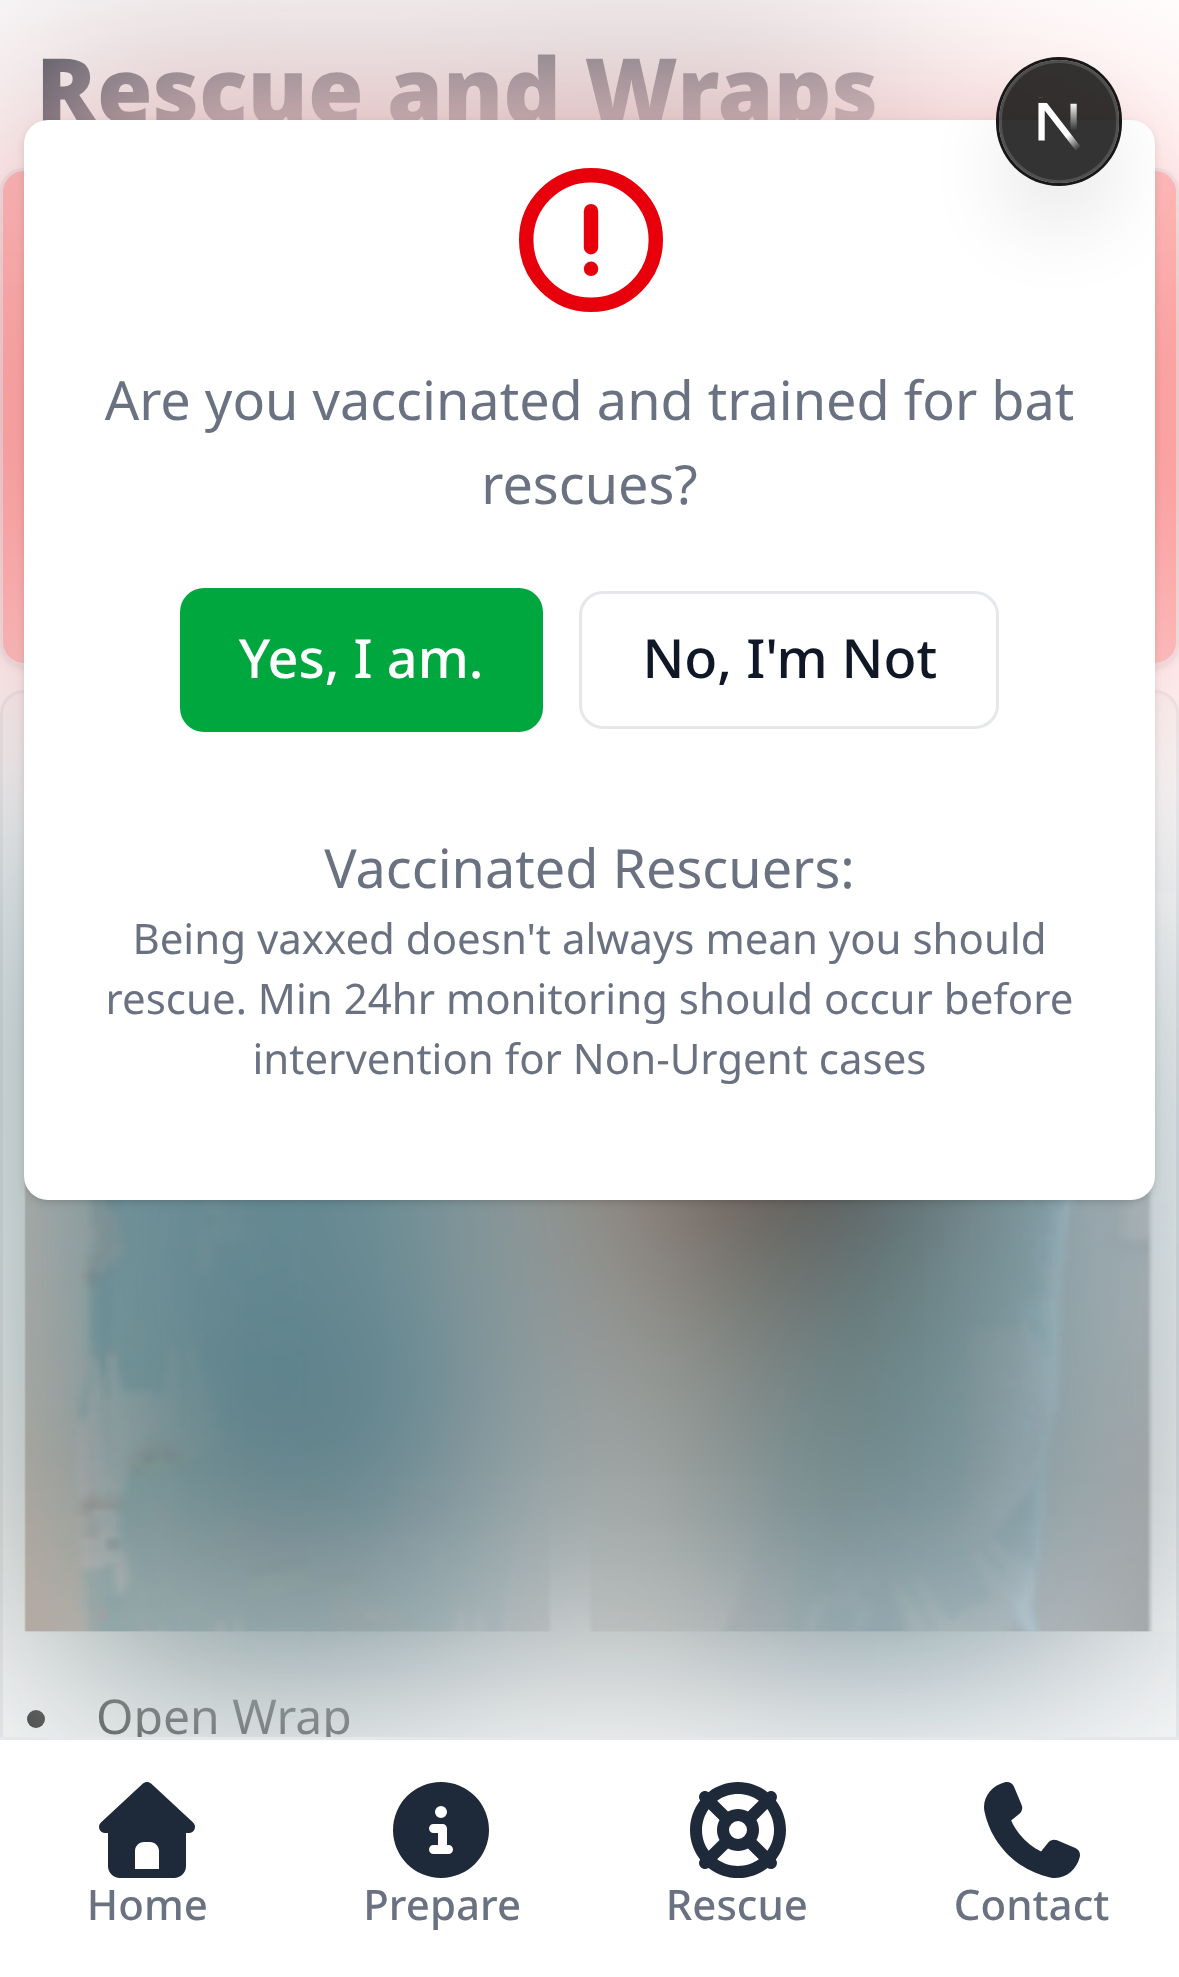 Rescue and Wraps
N
Are you vaccinated and trained for bat
rescues?
Yes, I am.
No, I'm Not
Vaccinated Rescuers:
Being vaxxed doesn't always mean you should
rescue. Min 24hr monitoring should occur before
intervention for Non-Urgent cases
Open Wrap
Home
Prepare
Rescue
Contact